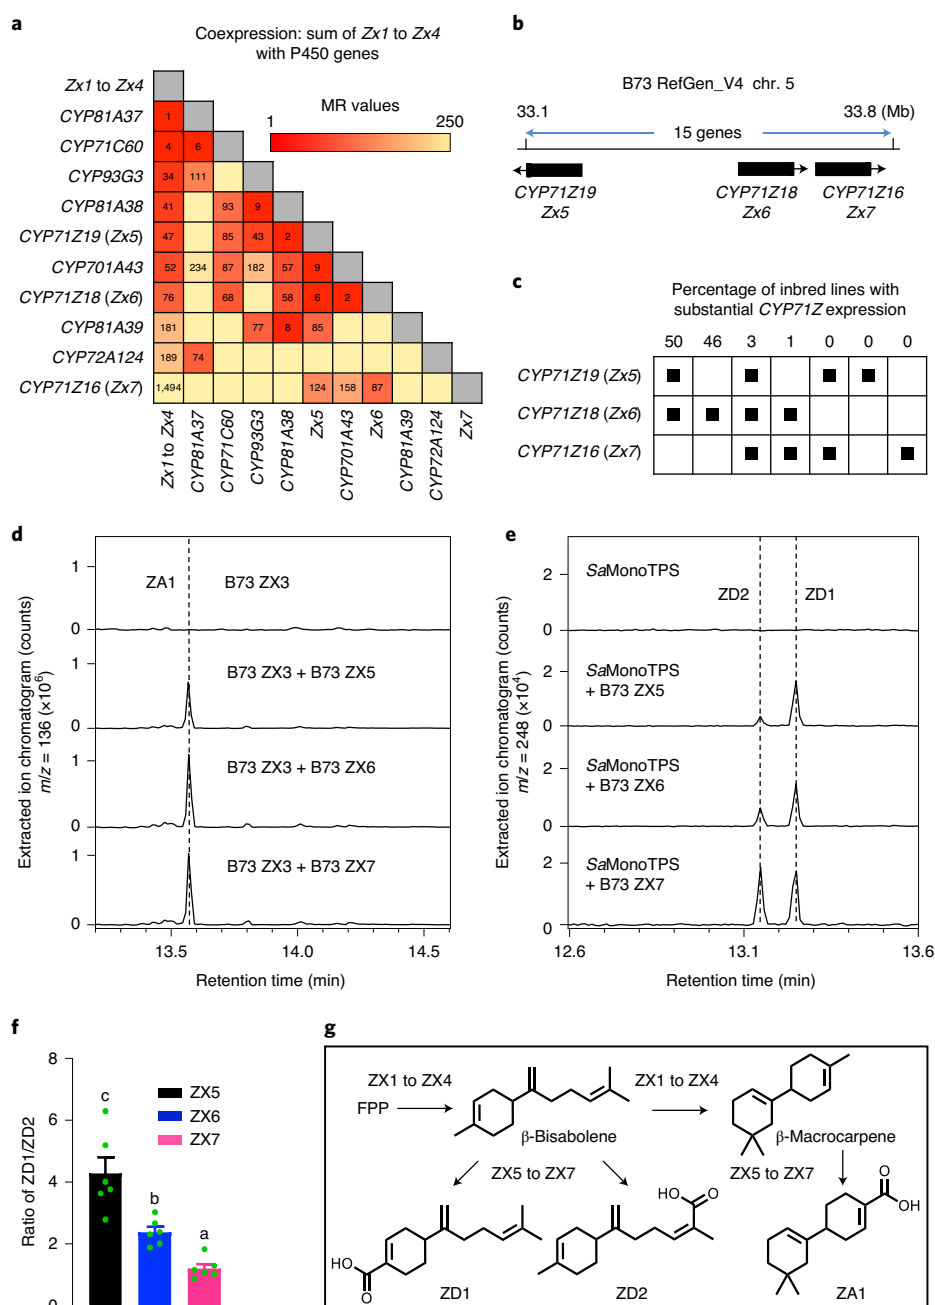 a
Coexpression: sum of Zx1 to Zx4
with P450 genes
Zx1 to Zx4
MR values
CYP81A37 1
1 250
CYP71C60 4 6
CYP93G3 34 111
CYP81A38 41 93 9
CYP71Z19 (Zx5) 47 85 43 2
CYP701A43 52 234 87 182 57 9
CYP71Z18 (Zx6) 76 68 58 6 2
CYP81A39 181 77 8 85
CYP72A124 189 74
CYP71Z16 (Zx7) 1,494 124 158 87
Zx1 to Zx4
CYP81A37
CYP71C60
CYP93G3
CYP81A38
Zx5
CYP701A43
Zx6
CYP81A39
CYP72A124
Zx7
b
B73 RefGen_V4 chr. 5
33.1 33.8 (Mb)
15 genes
CYP71Z19 CYP71Z18 CYP71Z16
Zx5 Zx6 Zx7
c
Percentage of inbred lines with
substantial CYP71Z expression
50 46 3 1 0 0 0
CYP71Z19 (Zx5)
CYP71Z18 (Zx6)
CYP71Z16 (Zx7)
d
Extracted ion chromatogram (counts)
m/z = 136 (×10⁶)
1
ZA1 B73 ZX3
0
1
B73 ZX3 + B73 ZX5
0
1
B73 ZX3 + B73 ZX6
0
1
B73 ZX3 + B73 ZX7
0
13.5 14.0 14.5
Retention time (min)
e
Extracted ion chromatogram (counts)
m/z = 248 (×10⁴)
2
SaMonoTPS
ZD2 ZD1
0
2
SaMonoTPS
+ B73 ZX5
0
2
SaMonoTPS
+ B73 ZX6
0
2
SaMonoTPS
+ B73 ZX7
0
12.6 13.1 13.6
Retention time (min)
f
Ratio of ZD1/ZD2
8
6
4
2
0
c
b
a
ZX5
ZX6
ZX7
g
ZX1 to ZX4 ZX1 to ZX4
FPP
β-Bisabolene
β-Macrocarpene
ZX5 to ZX7 ZX5 to ZX7
HO O
O
OH
HO
O
ZD1 ZD2 ZA1